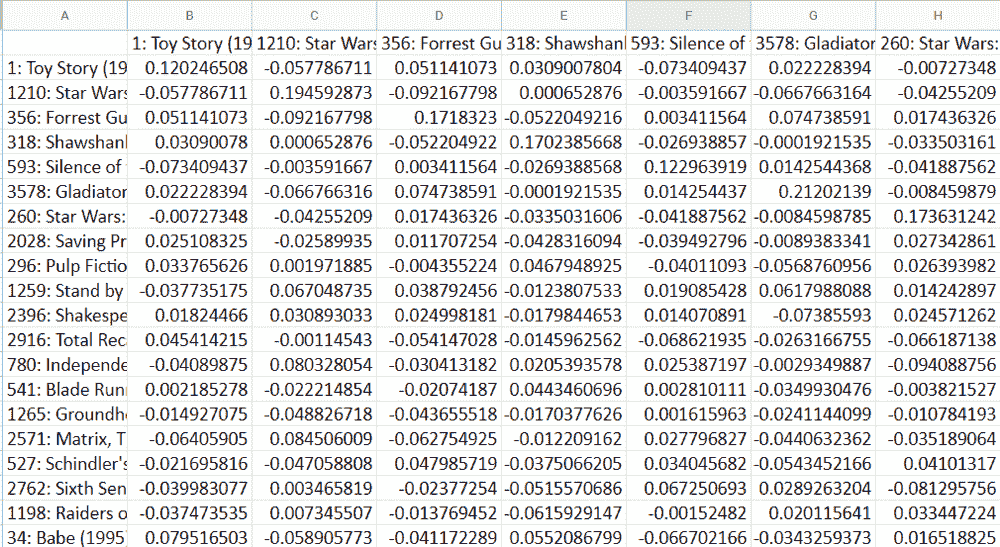 A B C D E F G H
1: Toy Story (19 1210: Star Wars 356: Forrest Gu 318: Shawshank 593: Silence of 3578: Gladiator 260: Star Wars:
1: Toy Story (19 0.120246508 -0.057786711 0.051141073 0.0309007804 -0.073409437 0.022228394 -0.00727348
1210: Star Wars -0.057786711 0.194592873 -0.092167798 0.000652876 -0.003591667 -0.0667663164 -0.04255209
356: Forrest Gu 0.051141073 -0.092167798 0.1718323 -0.0522049216 0.003411564 0.074738591 0.017436326
318: Shawshank 0.03090078 0.000652876 -0.052204922 0.1702385668 -0.026938857 -0.0001921535 -0.033503161
593: Silence of -0.073409437 -0.003591667 0.003411564 -0.0269388568 0.122963919 0.0142544368 -0.041887562
3578: Gladiator 0.022228394 -0.066766316 0.074738591 -0.0001921535 0.014254437 0.21202139 -0.008459879
260: Star Wars: -0.00727348 -0.04255209 0.017436326 -0.0335031606 -0.041887562 -0.0084598785 0.173631242
2028: Saving Pr 0.025108325 -0.02589935 0.011707254 -0.0428316094 -0.039492796 -0.0089383341 0.027342861
296: Pulp Fictio 0.033765626 0.001971885 -0.004355224 0.0467948925 -0.04011093 -0.0568760956 0.026393982
1259: Stand by -0.037735175 0.067048735 0.038792456 -0.0123807533 0.019085428 0.0617988088 0.014242897
2396: Shakespe 0.01824466 0.030893033 0.024998181 -0.0179844653 0.014070891 -0.07385593 0.024571262
2916: Total Reca 0.045414215 -0.00114543 -0.054147028 -0.0145962562 -0.068621935 -0.0263166755 -0.066187138
780: Independe -0.04089875 0.080328054 -0.030413182 0.0205393578 0.025387197 -0.0029349887 -0.094088756
541: Blade Run 0.002185278 -0.022214854 -0.02074187 0.0443460696 0.002810111 -0.0349930476 -0.003821527
1265: Groundh -0.014927075 -0.048826718 -0.043655518 -0.0170377626 0.001615963 -0.0241144099 -0.010784193
2571: Matrix, T -0.06405905 0.084506009 -0.062754925 -0.012209162 0.027796827 -0.0440632362 -0.035189064
527: Schindler's -0.021695816 -0.047058808 0.047985719 -0.0375066205 0.034045682 -0.0543452166 0.04101317
2762: Sixth Sen -0.039983077 0.003465819 -0.02377254 -0.0515570686 0.067250693 0.0289263204 -0.081295756
1198: Raiders o -0.037473535 0.007345507 -0.013769452 -0.0615929147 -0.00152482 0.020115641 0.033447224
34: Babe (1995 0.079516503 -0.058905773 -0.041172289 0.0552086799 -0.066702166 -0.0343259373 0.016518825